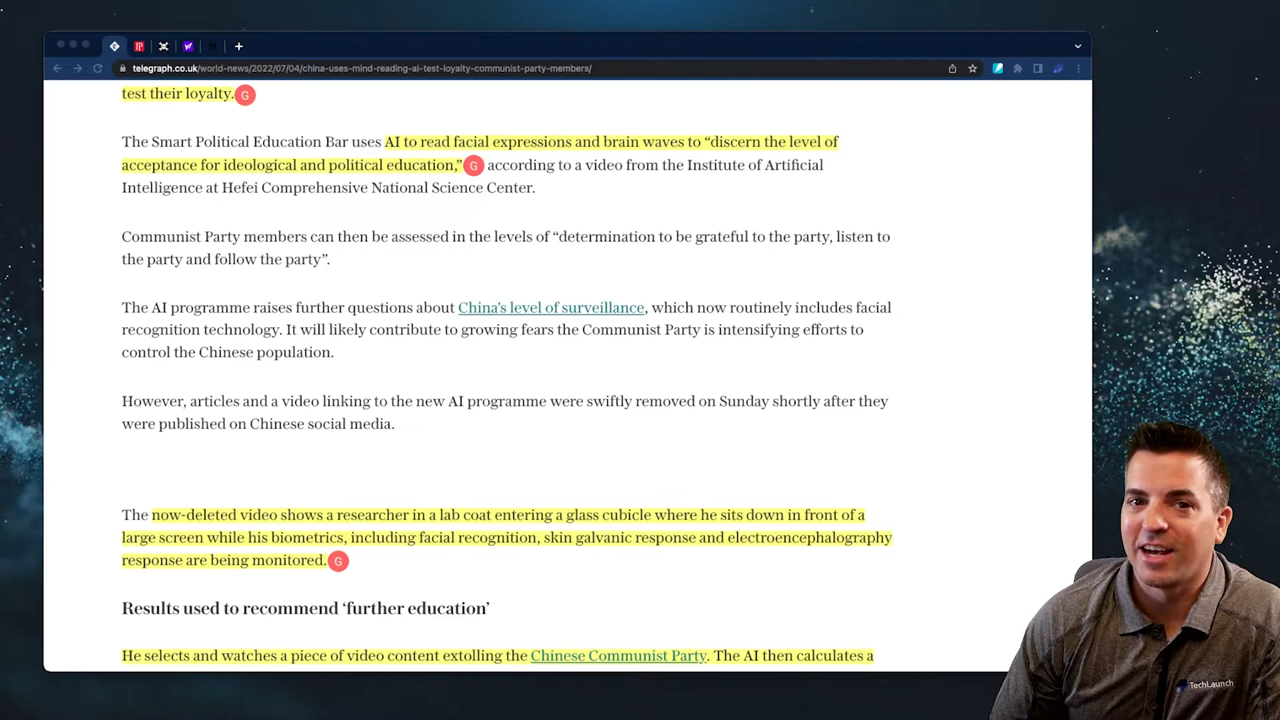 telegraph.co.uk/world-news/2022/07/04/china-uses-mind-reading-ai-test-loyalty-communist-party-members/
test their loyalty. G
The Smart Political Education Bar uses AI to read facial expressions and brain waves to “discern the level of
acceptance for ideological and political education,” G according to a video from the Institute of Artificial
Intelligence at Hefei Comprehensive National Science Center.
Communist Party members can then be assessed in the levels of “determination to be grateful to the party, listen to
the party and follow the party”.
The AI programme raises further questions about China’s level of surveillance, which now routinely includes facial
recognition technology. It will likely contribute to growing fears the Communist Party is intensifying efforts to
control the Chinese population.
However, articles and a video linking to the new AI programme were swiftly removed on Sunday shortly after they
were published on Chinese social media.
The now-deleted video shows a researcher in a lab coat entering a glass cubicle where he sits down in front of a
large screen while his biometrics, including facial recognition, skin galvanic response and electroencephalography
response are being monitored. G
Results used to recommend ‘further education’
He selects and watches a piece of video content extolling the Chinese Communist Party. The AI then calculates a
TechLaunch